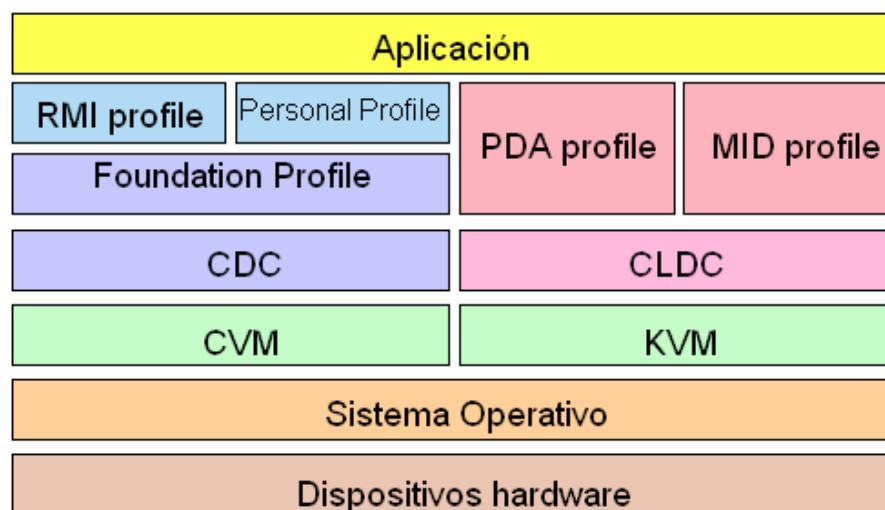 Aplicación
RMI profile
Personal Profile
PDA profile
MID profile
Foundation Profile
CDC
CLDC
CVM
KVM
Sistema Operativo
Dispositivos hardware